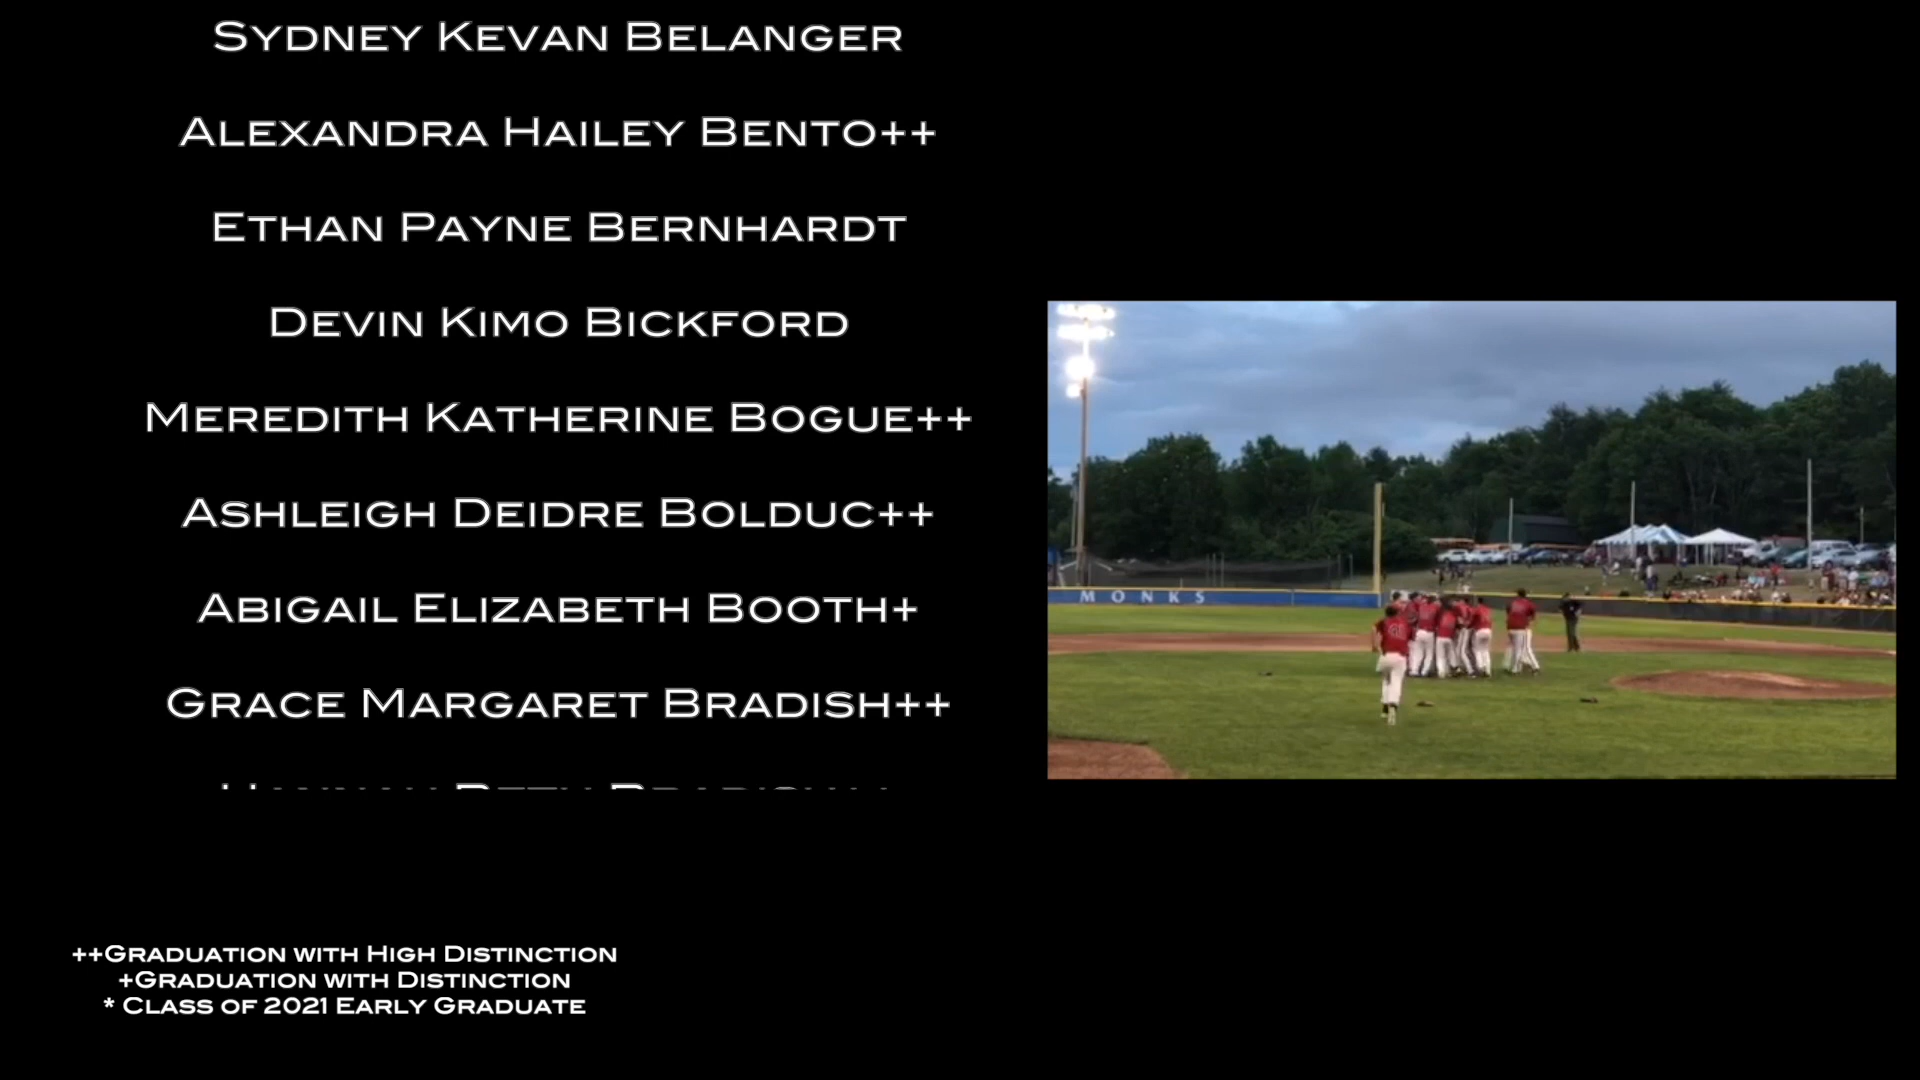 Sydney Kevan Belanger
Alexandra Hailey Bento++
Ethan Payne Bernhardt
Devin Kimo Bickford
Meredith Katherine Bogue++
Ashleigh Deidre Bolduc++
Abigail Elizabeth Booth+
Grace Margaret Bradish++
MONKS
++Graduation with High Distinction
+Graduation with Distinction
* Class of 2021 Early Graduate